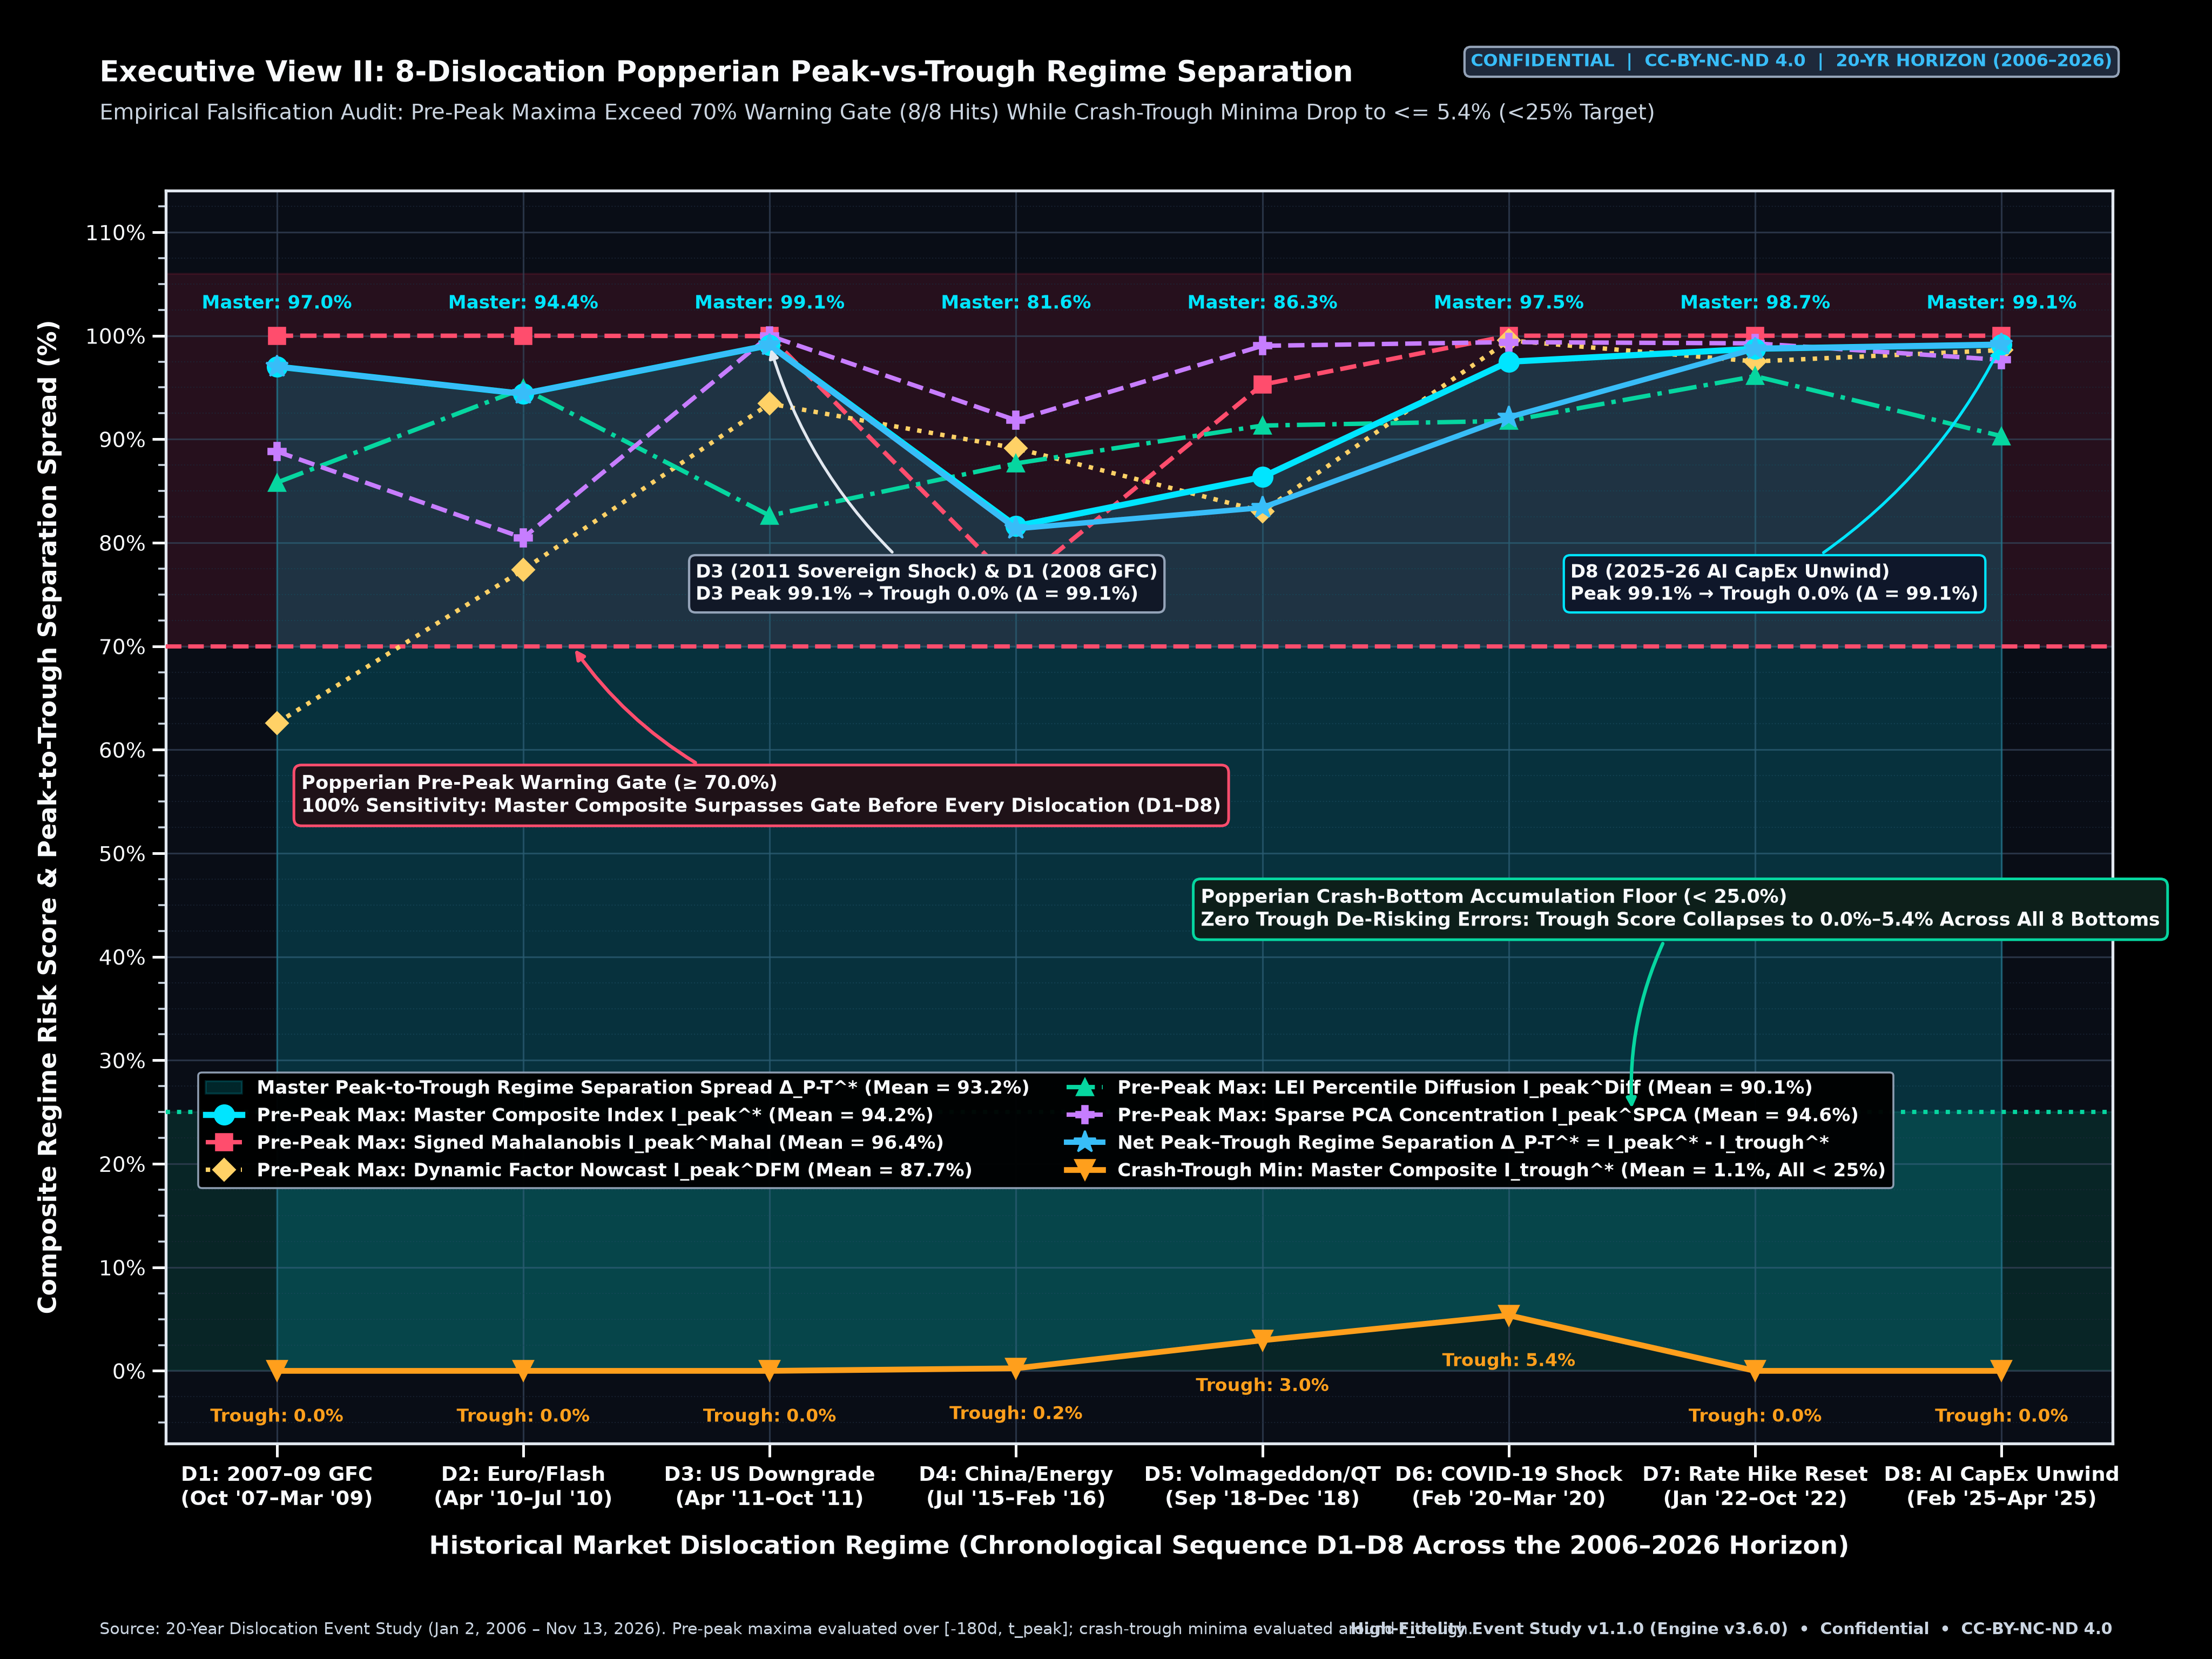 Executive View II: 8-Dislocation Popperian Peak-vs-Trough Regime Separation
CONFIDENTIAL | CC-BY-NC-ND 4.0 | 20-YR HORIZON (2006–2026)
Empirical Falsification Audit: Pre-Peak Maxima Exceed 70% Warning Gate (8/8 Hits) While Crash-Trough Minima Drop to <= 5.4% (<25% Target)
Composite Regime Risk Score & Peak-to-Trough Separation Spread (%)
110%
100%
90%
80%
70%
60%
50%
40%
30%
20%
10%
0%
Master: 97.0%
Master: 94.4%
Master: 99.1%
Master: 81.6%
Master: 86.3%
Master: 97.5%
Master: 98.7%
Master: 99.1%
D3 (2011 Sovereign Shock) & D1 (2008 GFC)
D3 Peak 99.1% → Trough 0.0% (Δ = 99.1%)
D8 (2025–26 AI CapEx Unwind)
Peak 99.1% → Trough 0.0% (Δ = 99.1%)
Popperian Pre-Peak Warning Gate (≥ 70.0%)
100% Sensitivity: Master Composite Surpasses Gate Before Every Dislocation (D1–D8)
Popperian Crash-Bottom Accumulation Floor (< 25.0%)
Zero Trough De-Risking Errors: Trough Score Collapses to 0.0%–5.4% Across All 8 Bottoms
Master Peak-to-Trough Regime Separation Spread Δ_P-T^* (Mean = 93.2%)
Pre-Peak Max: Master Composite Index I_peak^* (Mean = 94.2%)
Pre-Peak Max: Signed Mahalanobis I_peak^Mahal (Mean = 96.4%)
Pre-Peak Max: Dynamic Factor Nowcast I_peak^DFM (Mean = 87.7%)
Pre-Peak Max: LEI Percentile Diffusion I_peak^Diff (Mean = 90.1%)
Pre-Peak Max: Sparse PCA Concentration I_peak^SPCA (Mean = 94.6%)
Net Peak–Trough Regime Separation Δ_P-T^* = I_peak^* - I_trough^*
Crash-Trough Min: Master Composite I_trough^* (Mean = 1.1%, All < 25%)
Trough: 0.0%
Trough: 0.0%
Trough: 0.0%
Trough: 0.2%
Trough: 3.0%
Trough: 5.4%
Trough: 0.0%
Trough: 0.0%
D1: 2007–09 GFC
(Oct '07–Mar '09)
D2: Euro/Flash
(Apr '10–Jul '10)
D3: US Downgrade
(Apr '11–Oct '11)
D4: China/Energy
(Jul '15–Feb '16)
D5: Volmageddon/QT
(Sep '18–Dec '18)
D6: COVID-19 Shock
(Feb '20–Mar '20)
D7: Rate Hike Reset
(Jan '22–Oct '22)
D8: AI CapEx Unwind
(Feb '25–Apr '25)
Historical Market Dislocation Regime (Chronological Sequence D1–D8 Across the 2006–2026 Horizon)
Source: 20-Year Dislocation Event Study (Jan 2, 2006 – Nov 13, 2026). Pre-peak maxima evaluated over [-180d, t_peak]; crash-trough minima evaluated
High-Fidelity Event Study v1.1.0 (Engine v3.6.0) • Confidential • CC-BY-NC-ND 4.0